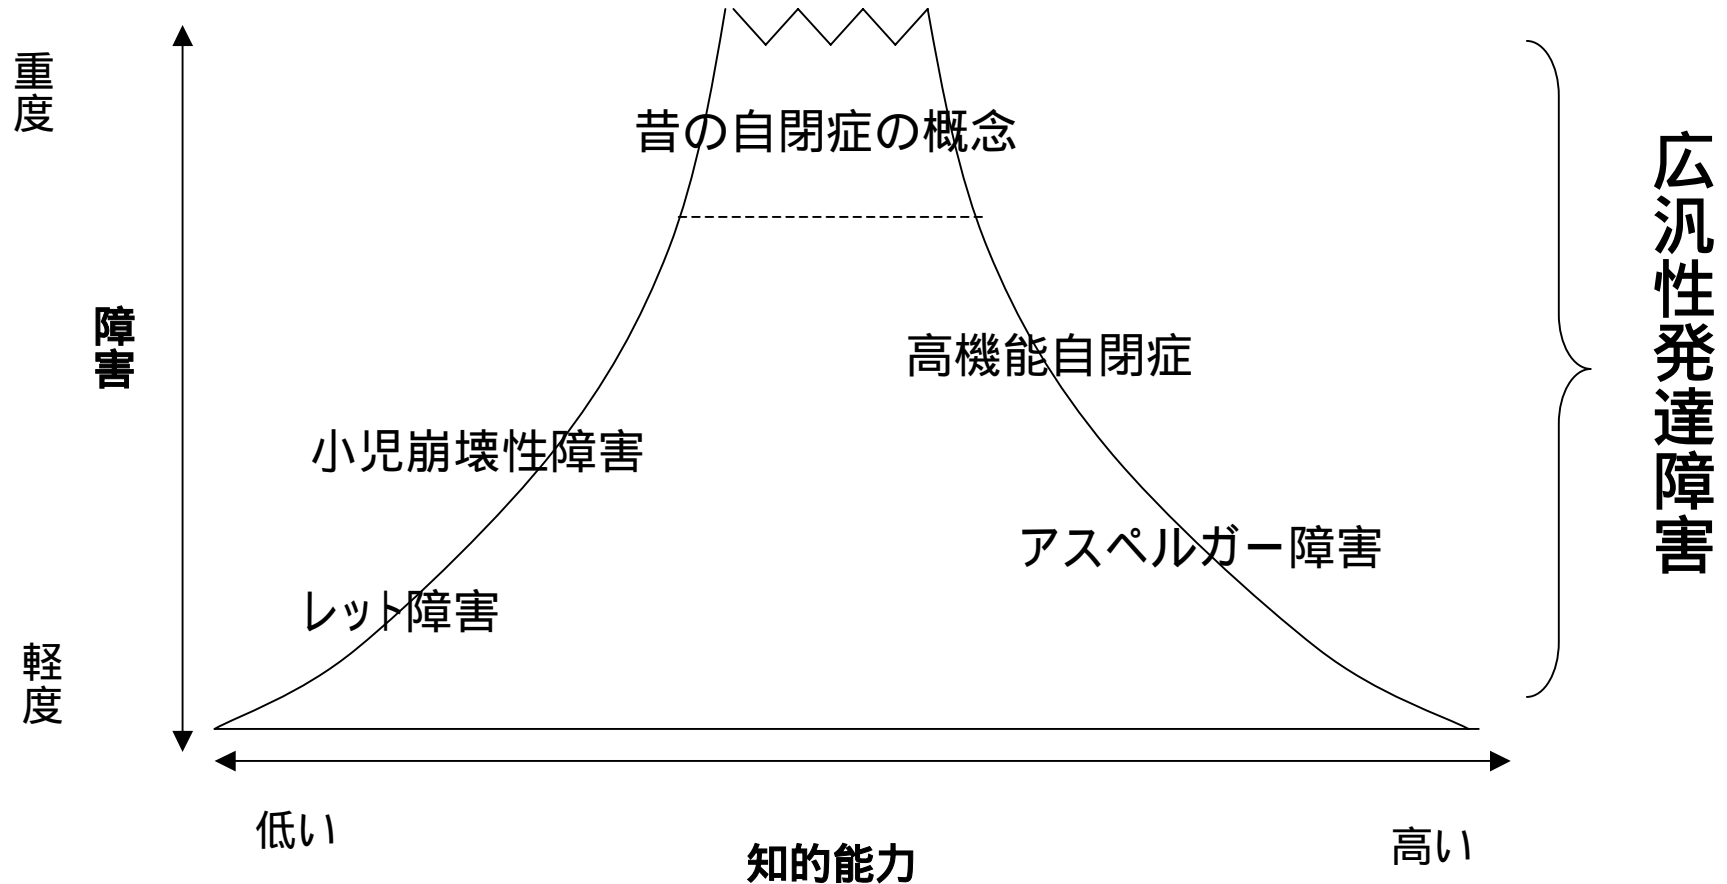 重度
昔の自閉症の概念
広汎性発達障害
障害
高機能自閉症
小児崩壊性障害
アスペルガー障害
レット障害
軽度
低い
高い
知的能力